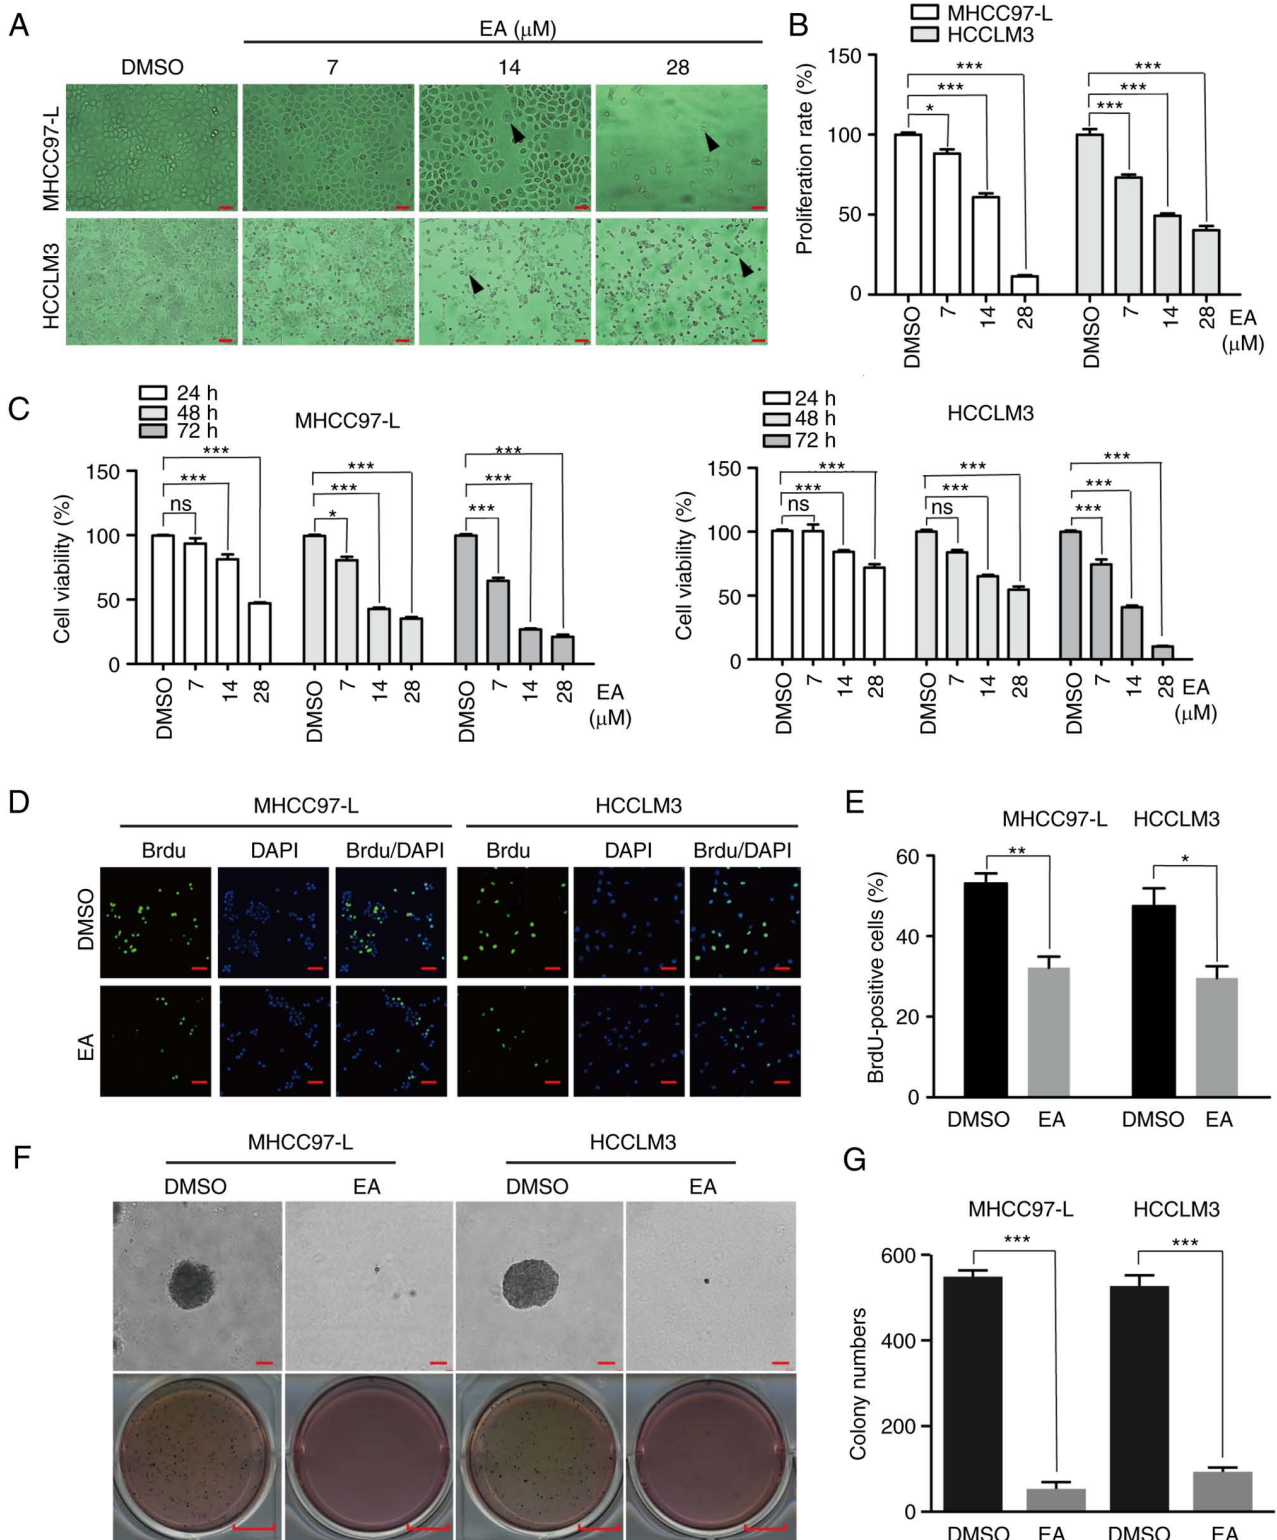 A
EA (μM)
DMSO
7
14
28
MHCC97-L
HCCLM3
B
MHCC97-L
HCCLM3
Proliferation rate (%)
150
100
50
0
*
***
***
***
***
***
DMSO
7
14
28
DMSO
7
14
28
EA
(μM)
C
24 h
48 h
72 h
MHCC97-L
Cell viability (%)
150
100
50
0
ns
***
***
*
***
***
***
***
***
DMSO
7
14
28
DMSO
7
14
28
DMSO
7
14
28
EA
(μM)
24 h
48 h
72 h
HCCLM3
Cell viability (%)
150
100
50
0
ns
***
***
ns
***
***
***
***
***
DMSO
7
14
28
DMSO
7
14
28
DMSO
7
14
28
EA
(μM)
D
MHCC97-L
HCCLM3
Brdu
DAPI
Brdu/DAPI
Brdu
DAPI
Brdu/DAPI
DMSO
EA
E
MHCC97-L
HCCLM3
BrdU-positive cells (%)
60
40
20
0
**
*
DMSO
EA
DMSO
EA
F
MHCC97-L
HCCLM3
DMSO
EA
DMSO
EA
G
MHCC97-L
HCCLM3
Colony numbers
600
400
200
0
***
***
DMSO
EA
DMSO
EA